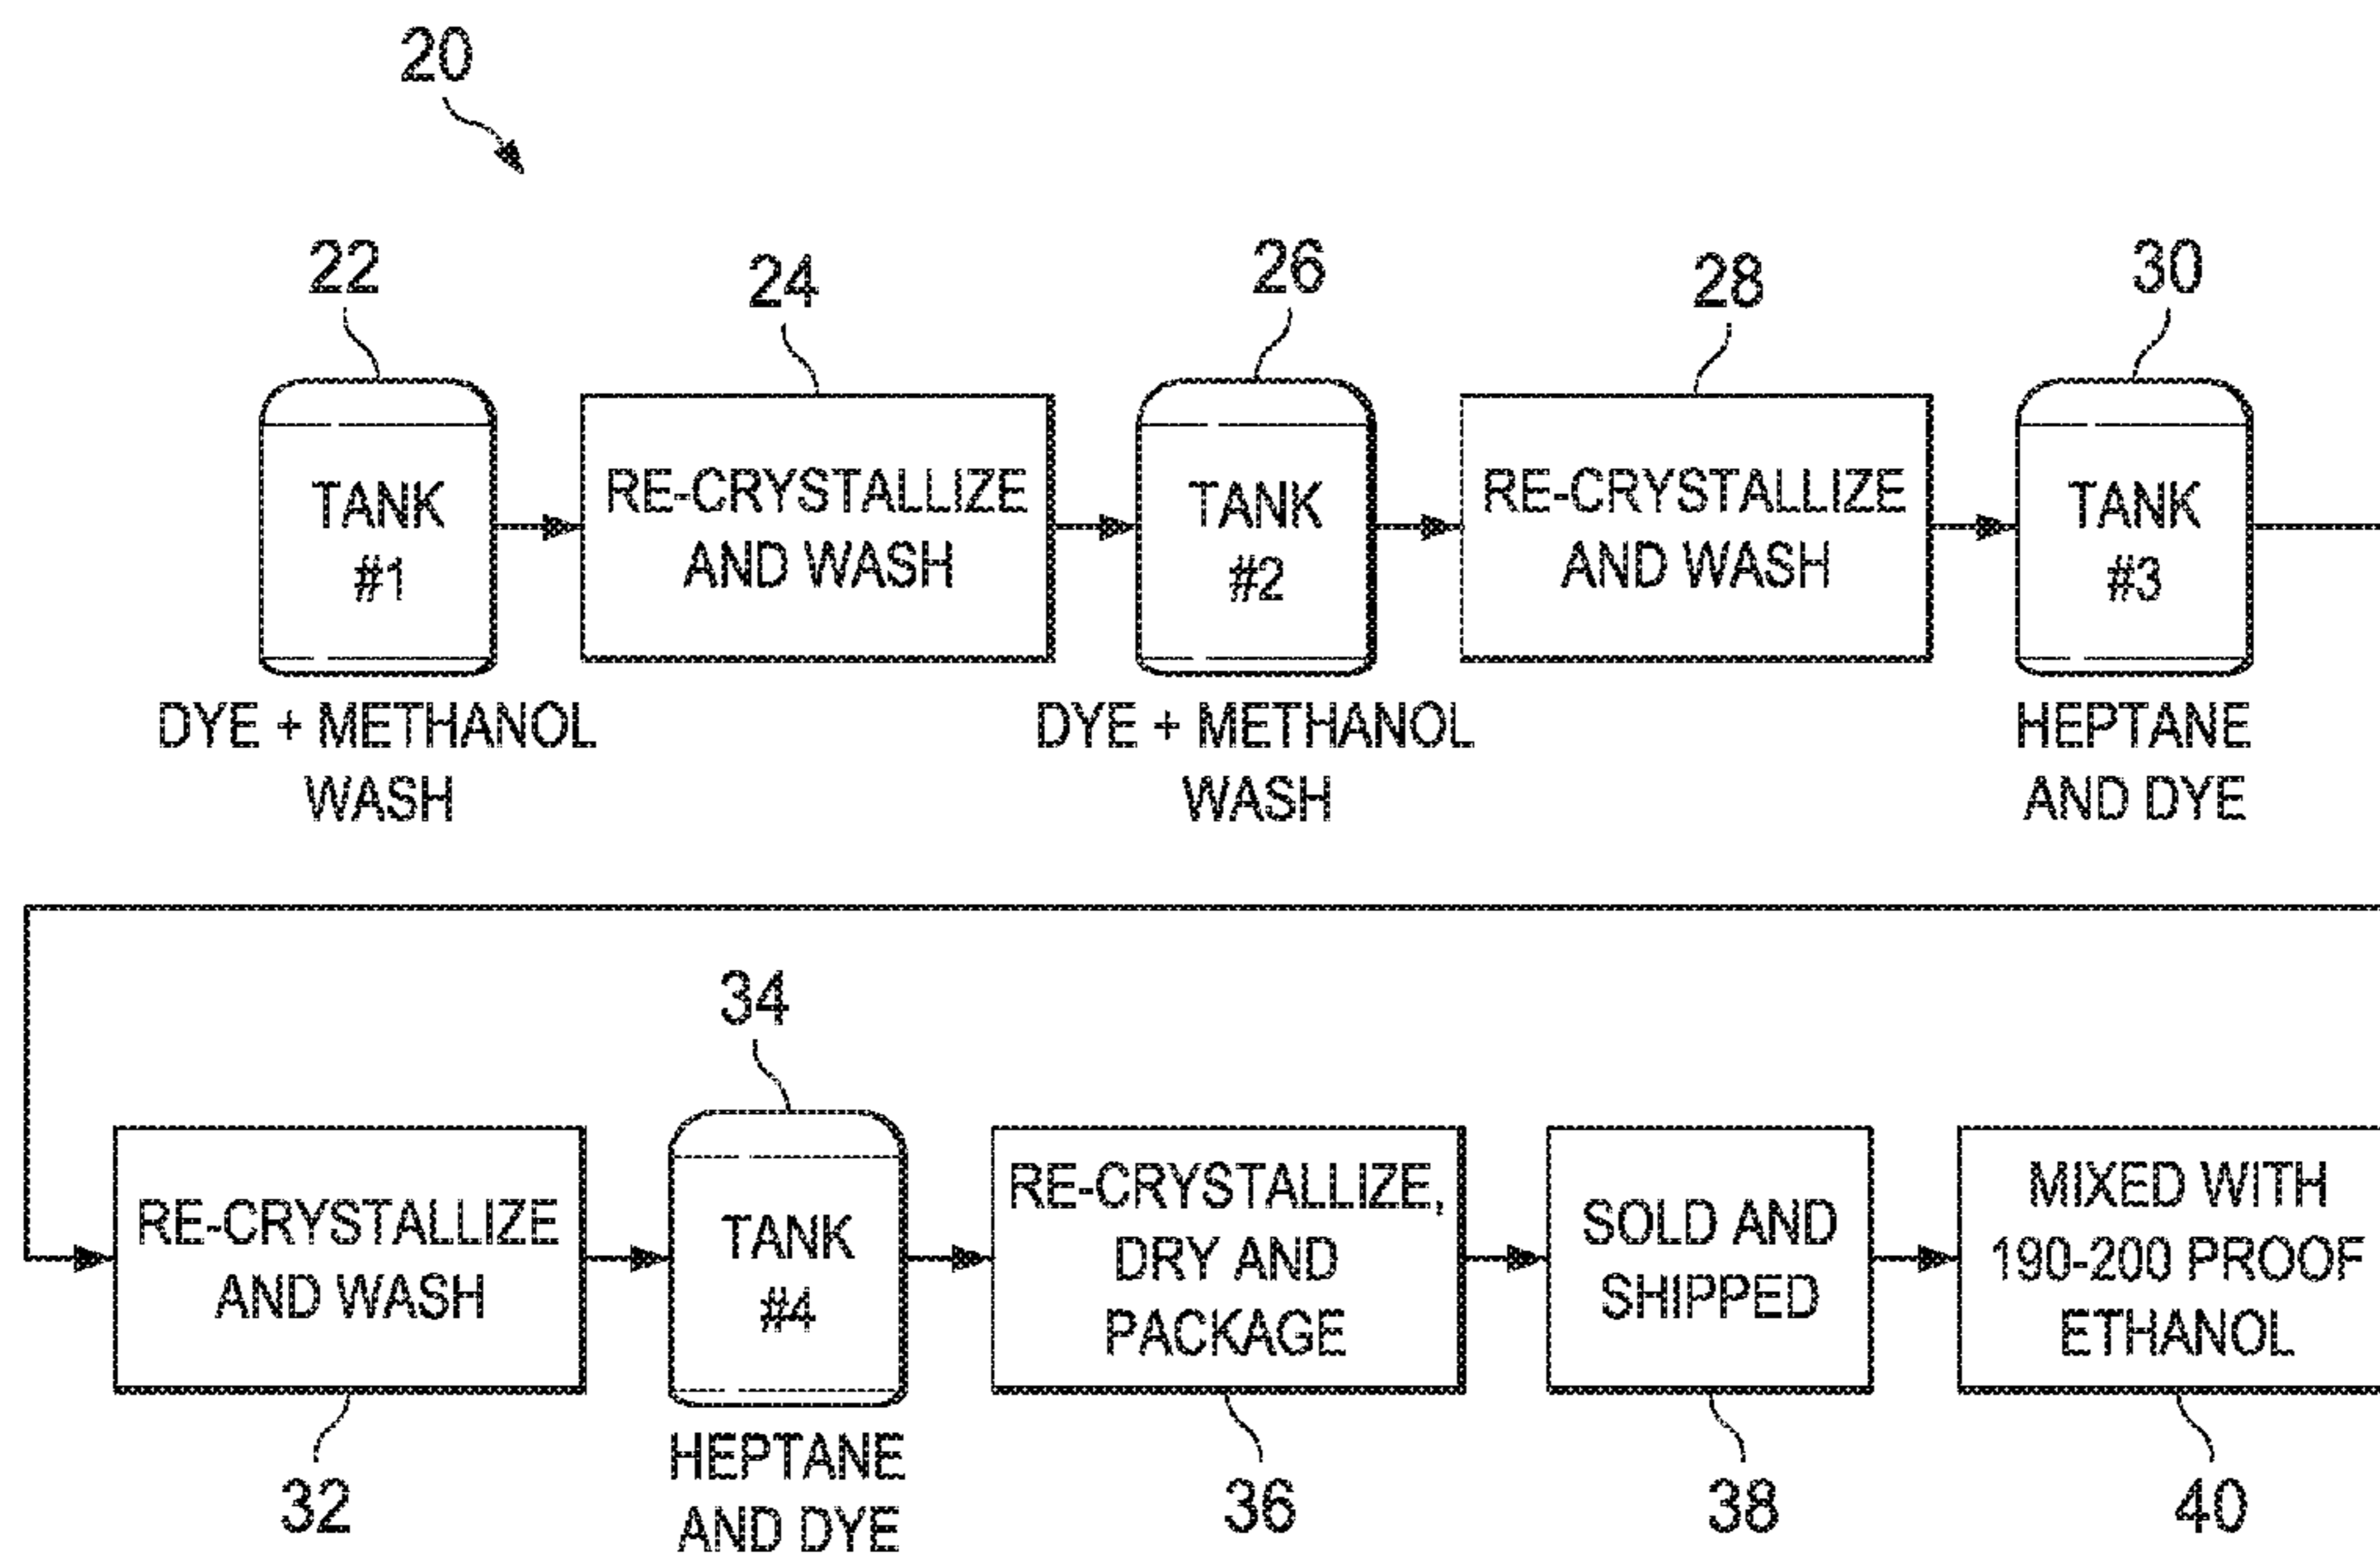 20
22
24
26
28
30
TANK
#1
RE-CRYSTALLIZE
AND WASH
TANK
#2
RE-CRYSTALLIZE
AND WASH
TANK
#3
DYE + METHANOL
WASH
DYE + METHANOL
WASH
HEPTANE
AND DYE
34
RE-CRYSTALLIZE
AND WASH
TANK
#4
RE-CRYSTALLIZE,
DRY AND
PACKAGE
SOLD AND
SHIPPED
MIXED WITH
190-200 PROOF
ETHANOL
32
HEPTANE
AND DYE
36
38
40